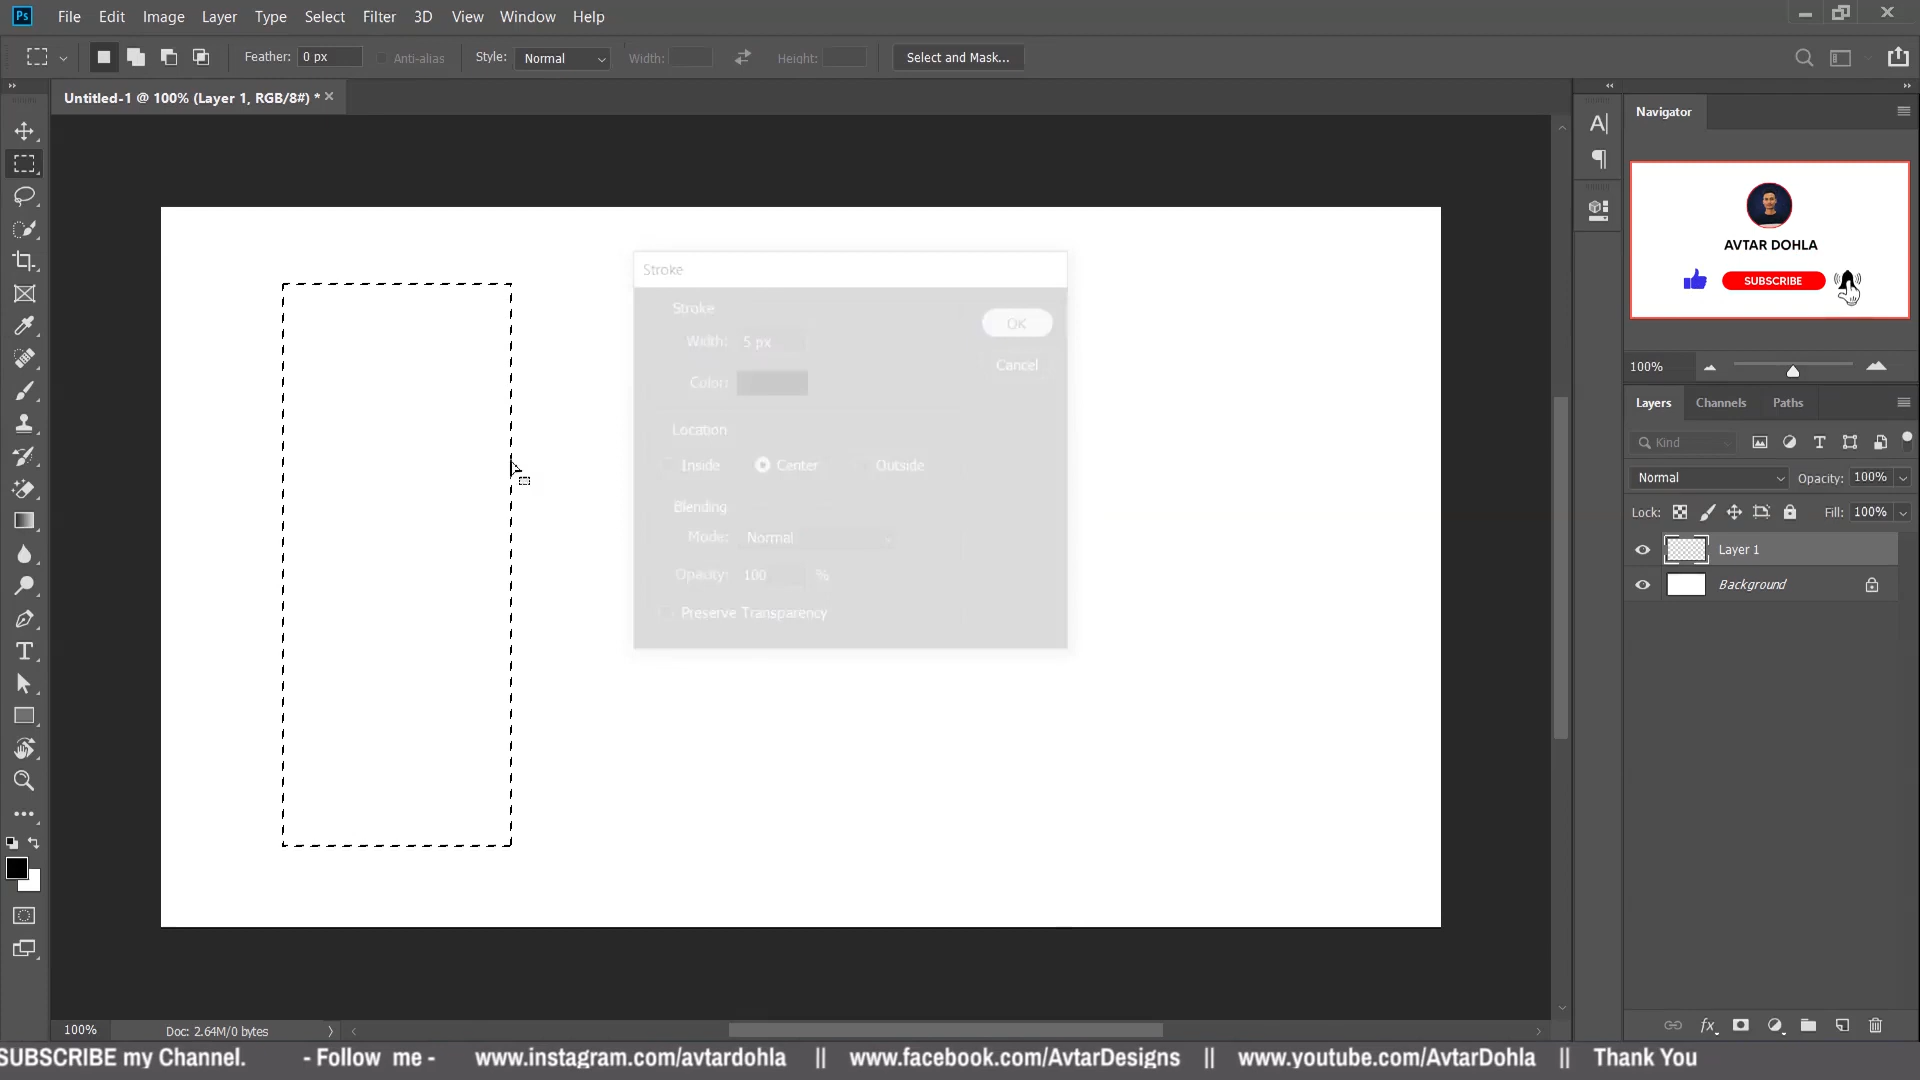 Ps File Edit Image Layer Type Select Filter 3D View Window Help
Feather: 0 px Anti-alias Style: Normal Width: Height: Select and Mask...
Untitled-1 @ 100% (Layer 1, RGB/8#) *
Navigator
AVTAR DOHLA
SUBSCRIBE
100%
Stroke
Stroke
Width: 5 px
Color:
OK
Cancel
Location
Inside Center Outside
Blending
Mode: Normal
Opacity: 100 %
Preserve Transparency
Layers Channels Paths
Kind
Normal Opacity: 100%
Lock: Fill: 100%
Layer 1
Background
100% Doc: 2.64M/0 bytes
SUBSCRIBE my Channel. - Follow me - www.instagram.com/avtardohla || www.facebook.com/AvtarDesigns || www.youtube.com/AvtarDohla || Thank You